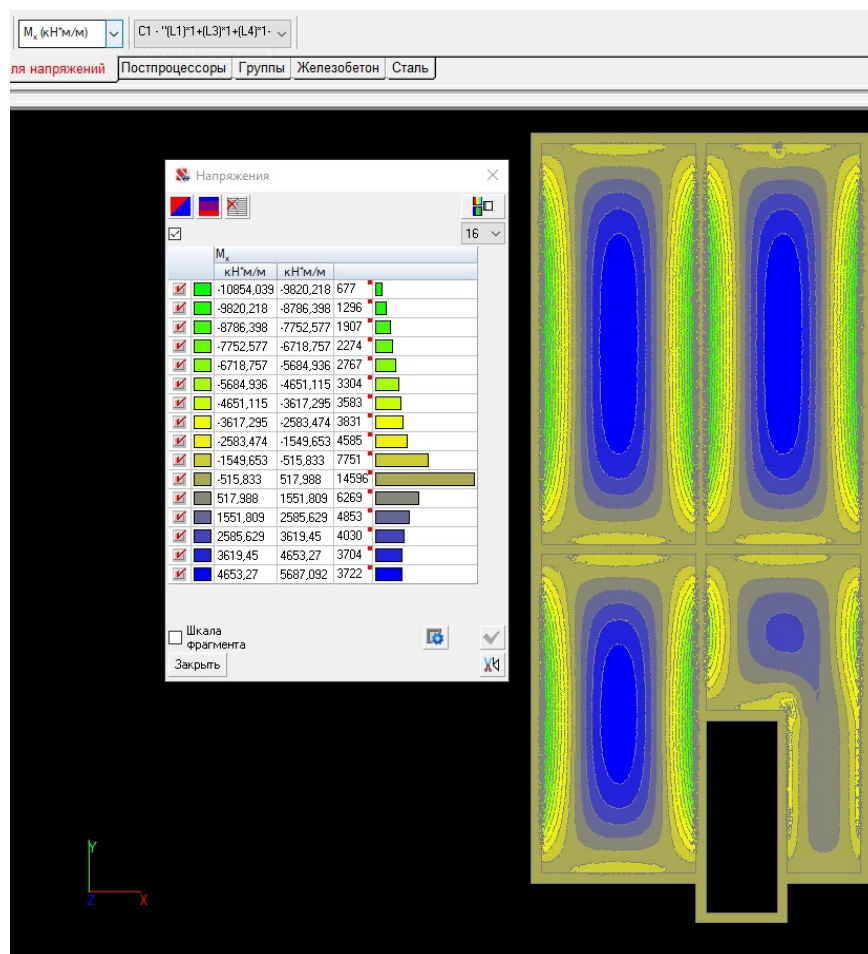 Mx (кН*м/м) C1 - "(L1)*1+(L3)*1+(L4)*1-
ля напряжений Постпроцессоры Группы Железобетон Сталь
Напряжения
16
Mx
кН*м/м кН*м/м
-10854,039 -9820,218 677
-9820,218 -8786,398 1296
-8786,398 -7752,577 1907
-7752,577 -6718,757 2274
-6718,757 -5684,936 2767
-5684,936 -4651,115 3304
-4651,115 -3617,295 3583
-3617,295 -2583,474 3831
-2583,474 -1549,653 4585
-1549,653 -515,833 7751
-515,833 517,988 14596
517,988 1551,809 6269
1551,809 2585,629 4853
2585,629 3619,45 4030
3619,45 4653,27 3704
4653,27 5687,092 3722
Шкала
фрагмента
Закрыть
Y
Z X